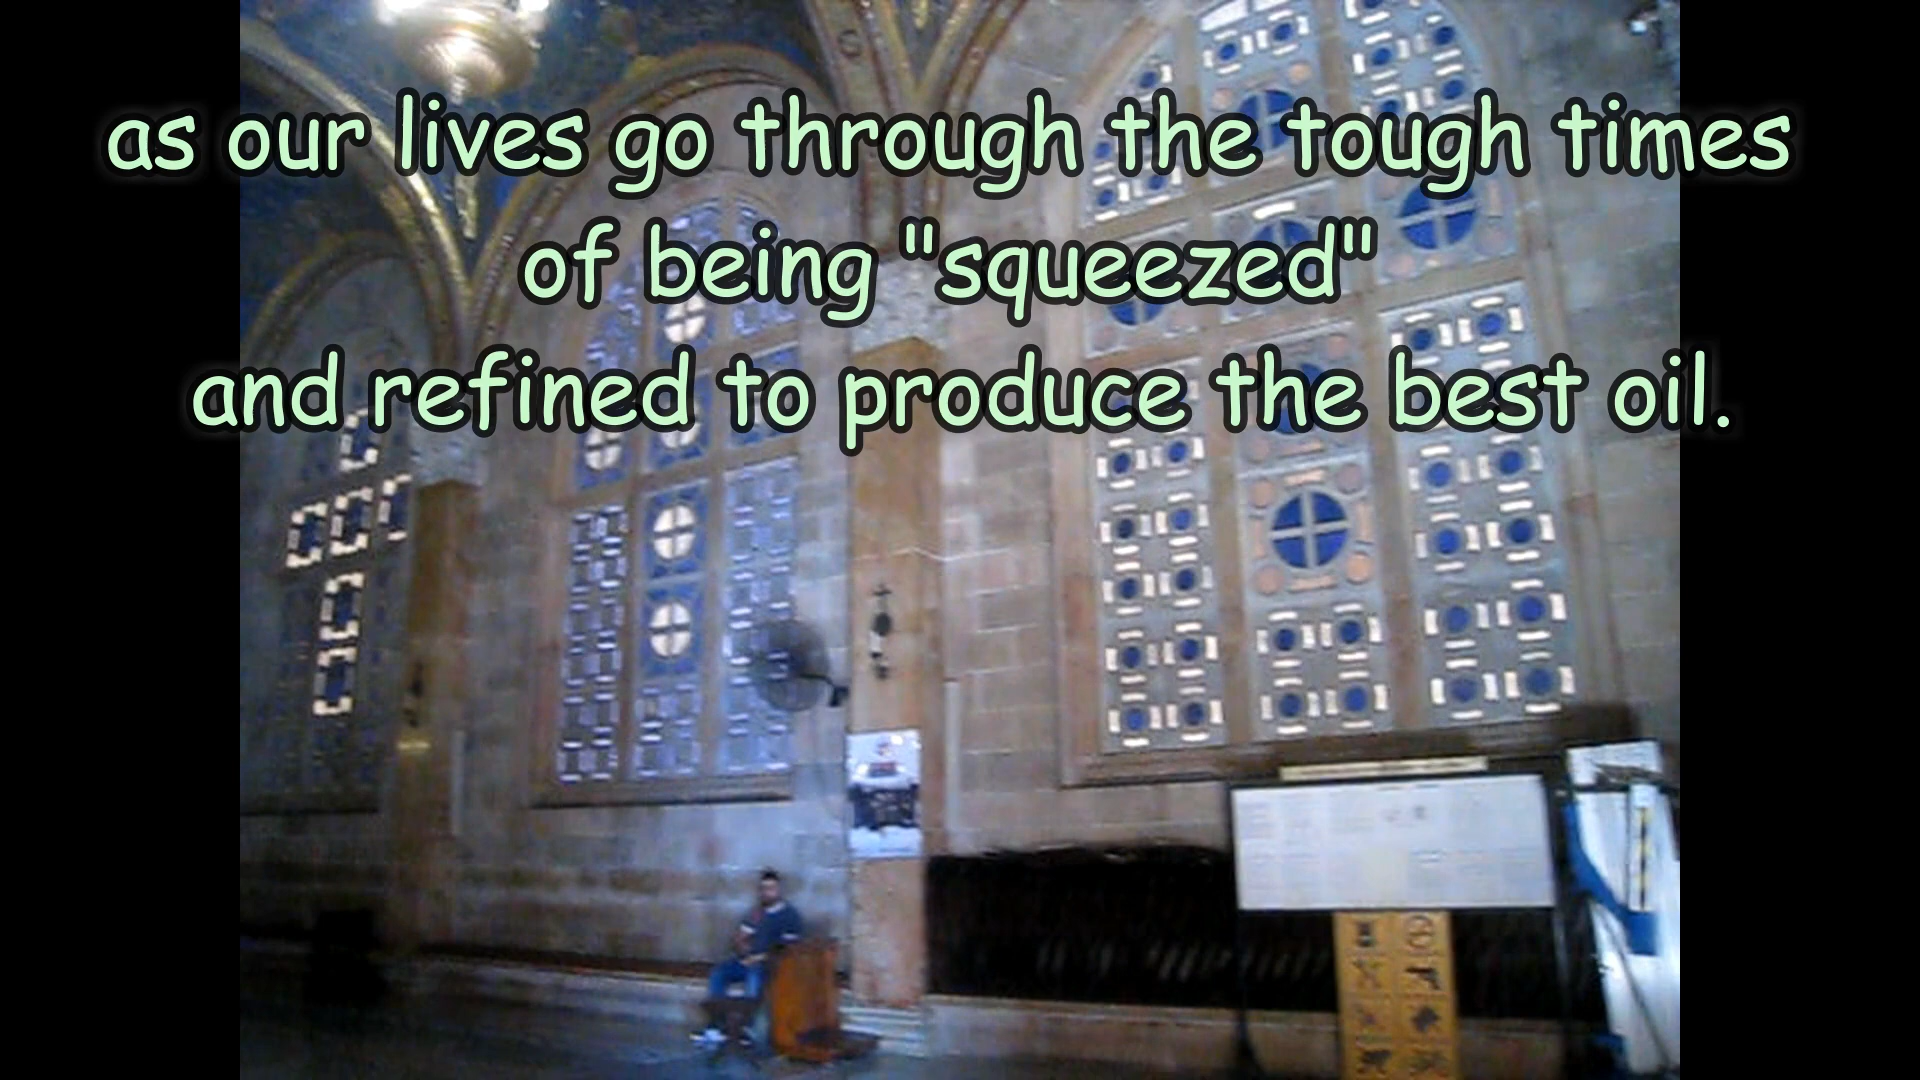 as our lives go through the tough times
of being "squeezed"
and refined to produce the best oil.